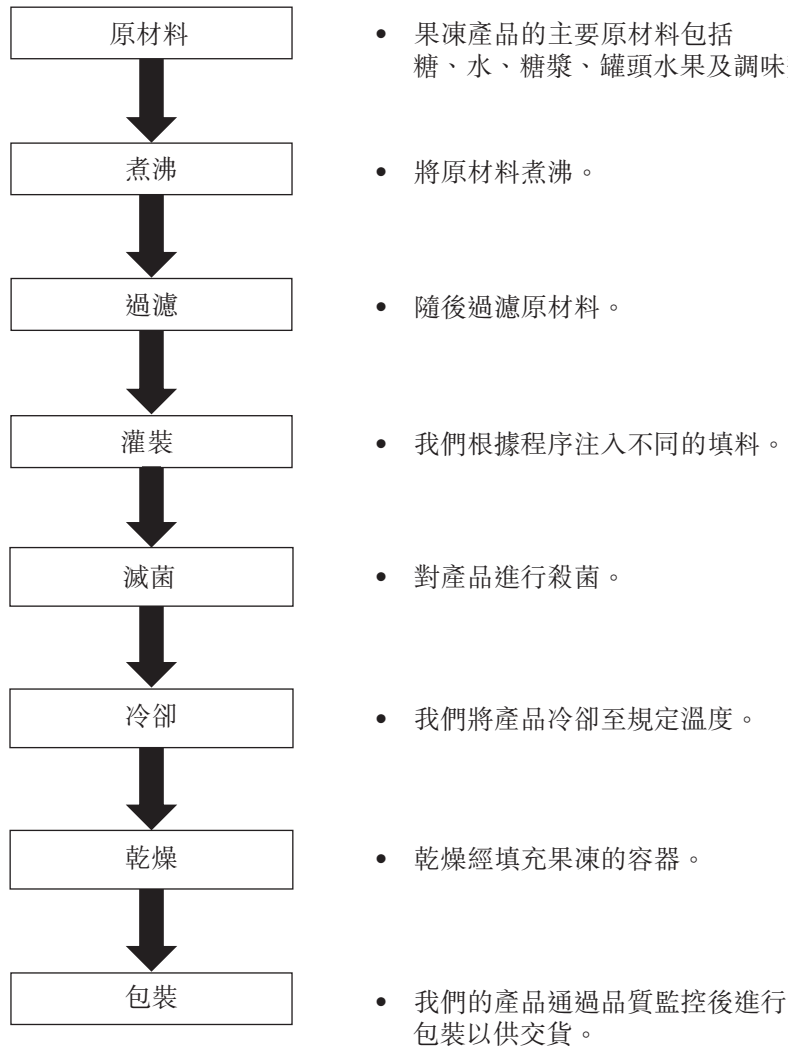 原材料
• 果凍產品的主要原材料包括
糖、水、糖漿、罐頭水果及調味
煮沸
• 將原材料煮沸。
過濾
• 隨後過濾原材料。
灌裝
• 我們根據程序注入不同的填料。
滅菌
• 對產品進行殺菌。
冷卻
• 我們將產品冷卻至規定溫度。
乾燥
• 乾燥經填充果凍的容器。
包裝
• 我們的產品通過品質監控後進行
包裝以供交貨。